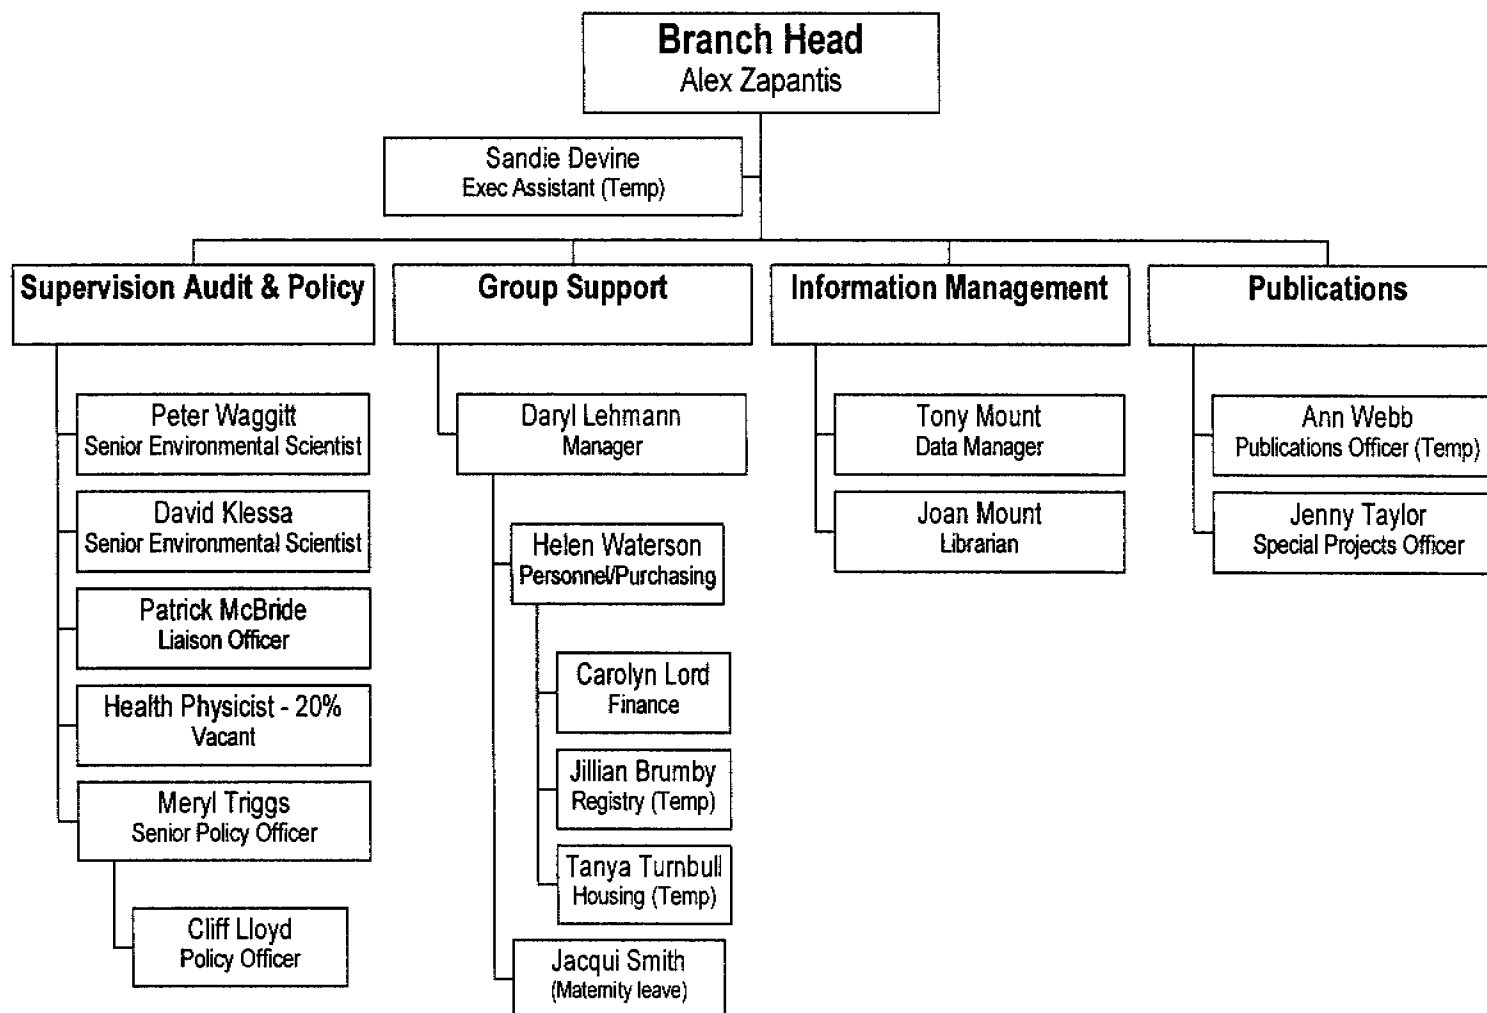 Branch Head
Alex Zapantis
Sandie Devine
Exec Assistant (Temp)
Supervision Audit & Policy
Group Support
Information Management
Publications
Peter Waggitt
Senior Environmental Scientist
David Klessa
Senior Environmental Scientist
Patrick McBride
Liaison Officer
Health Physicist - 20%
Vacant
Meryl Triggs
Senior Policy Officer
Cliff Lloyd
Policy Officer
Daryl Lehmann
Manager
Helen Waterson
Personnel/Purchasing
Carolyn Lord
Finance
Jillian Brumby
Registry (Temp)
Tanya Turnbull
Housing (Temp)
Jacqui Smith
(Maternity leave)
Tony Mount
Data Manager
Joan Mount
Librarian
Ann Webb
Publications Officer (Temp)
Jenny Taylor
Special Projects Officer